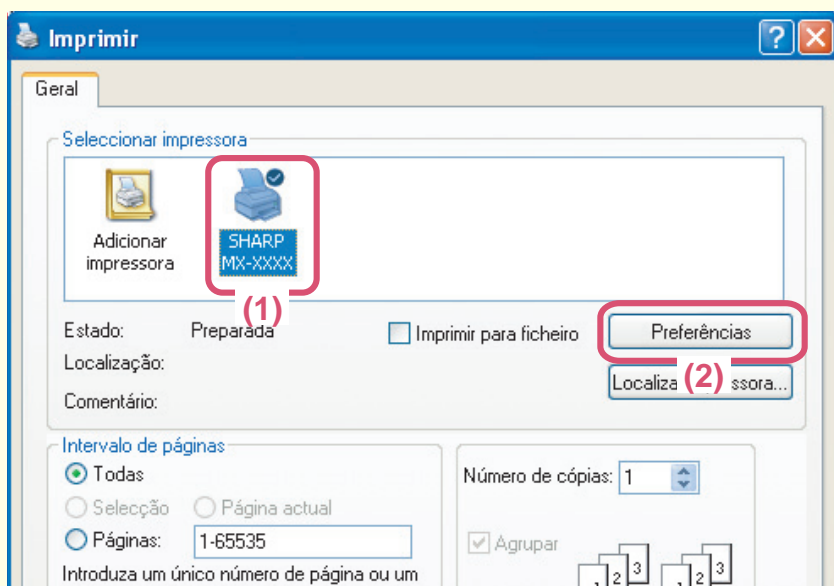 Imprimir
Geral
Seleccionar impressora
Adicionar
impressora
SHARP
MX-XXXX
(1)
Estado: Preparada
Imprimir para ficheiro
Preferências
(2)
Localização:
Comentário:
Intervalo de páginas
Todas
Selecção
Página actual
Páginas: 1-65535
Introduza um único número de página ou um
Número de cópias: 1
Agrupar
1 2 3
1 2 3